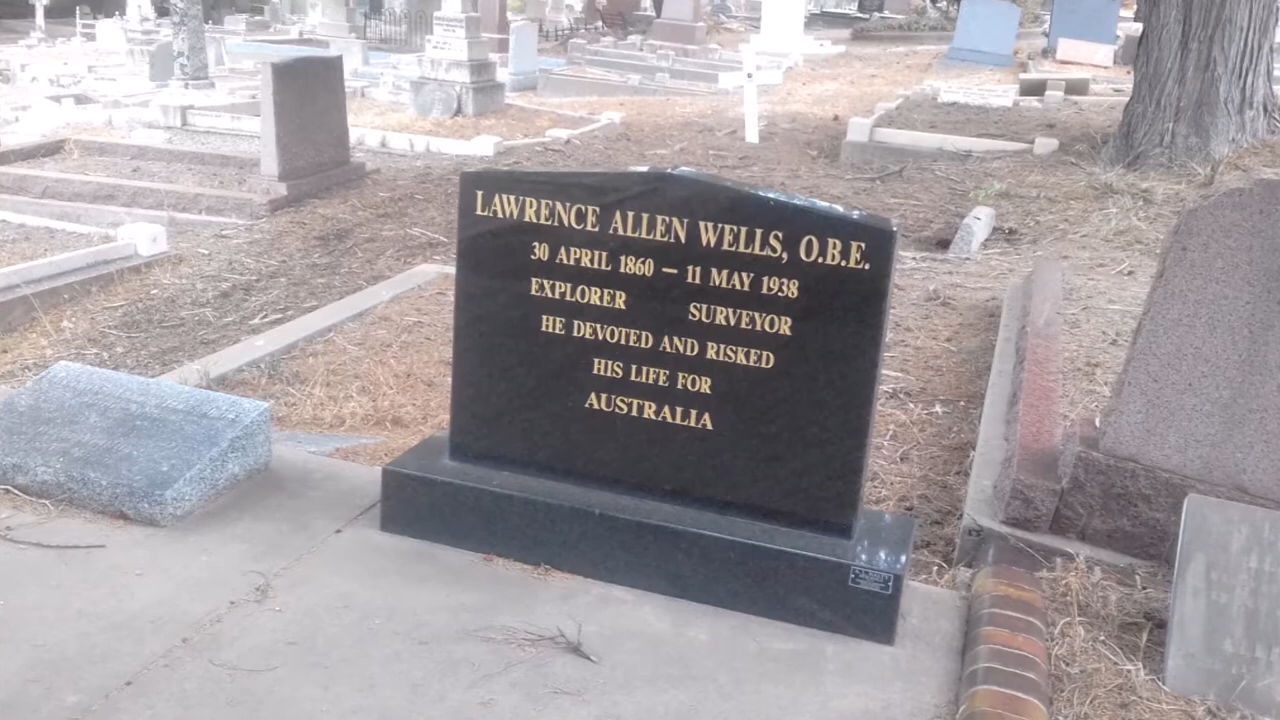 LAWRENCE ALLEN WELLS, O.B.E.
30 APRIL 1860 — 11 MAY 1938
EXPLORER SURVEYOR
HE DEVOTED AND RISKED
HIS LIFE FOR
AUSTRALIA